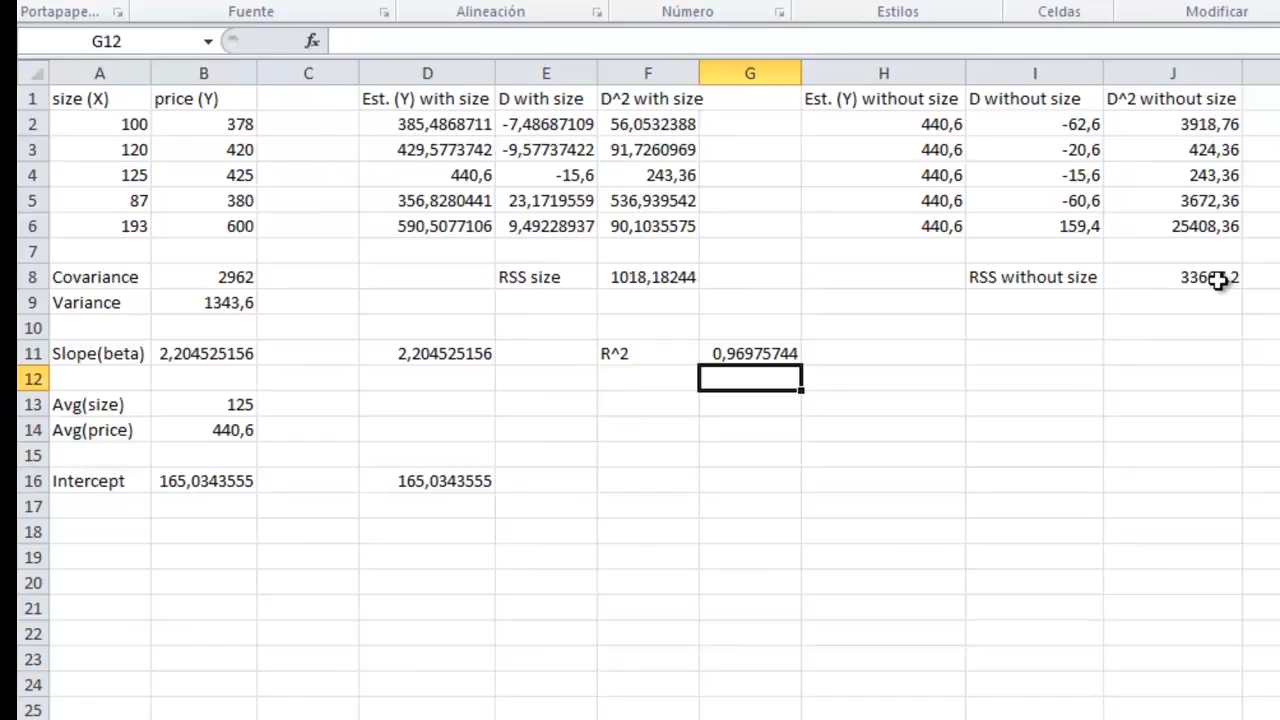 Portapape... Fuente Alineación Número Estilos Celdas Modificar
G12 fx
A B C D E F G H I J
1 size (X) price (Y) Est. (Y) with size D with size D^2 with size Est. (Y) without size D without size D^2 without size
2 100 378 385,4868711 -7,48687109 56,0532388 440,6 -62,6 3918,76
3 120 420 429,5773742 -9,57737422 91,7260969 440,6 -20,6 424,36
4 125 425 440,6 -15,6 243,36 440,6 -15,6 243,36
5 87 380 356,8280441 23,1719559 536,939542 440,6 -60,6 3672,36
6 193 600 590,5077106 9,49228937 90,1035575 440,6 159,4 25408,36
7
8 Covariance 2962 RSS size 1018,18244 RSS without size
9 Variance 1343,6
10
11 Slope(beta) 2,204525156 2,204525156 R^2 0,96975744
12
13 Avg(size) 125
14 Avg(price) 440,6
15
16 Intercept 165,0343555 165,0343555
17
18
19
20
21
22
23
24
25